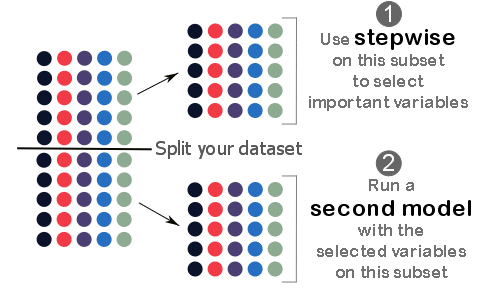 1
Use stepwise
on this subset
to select
important variables
Split your dataset
2
Run a
second model
with the
selected variables
on this subset